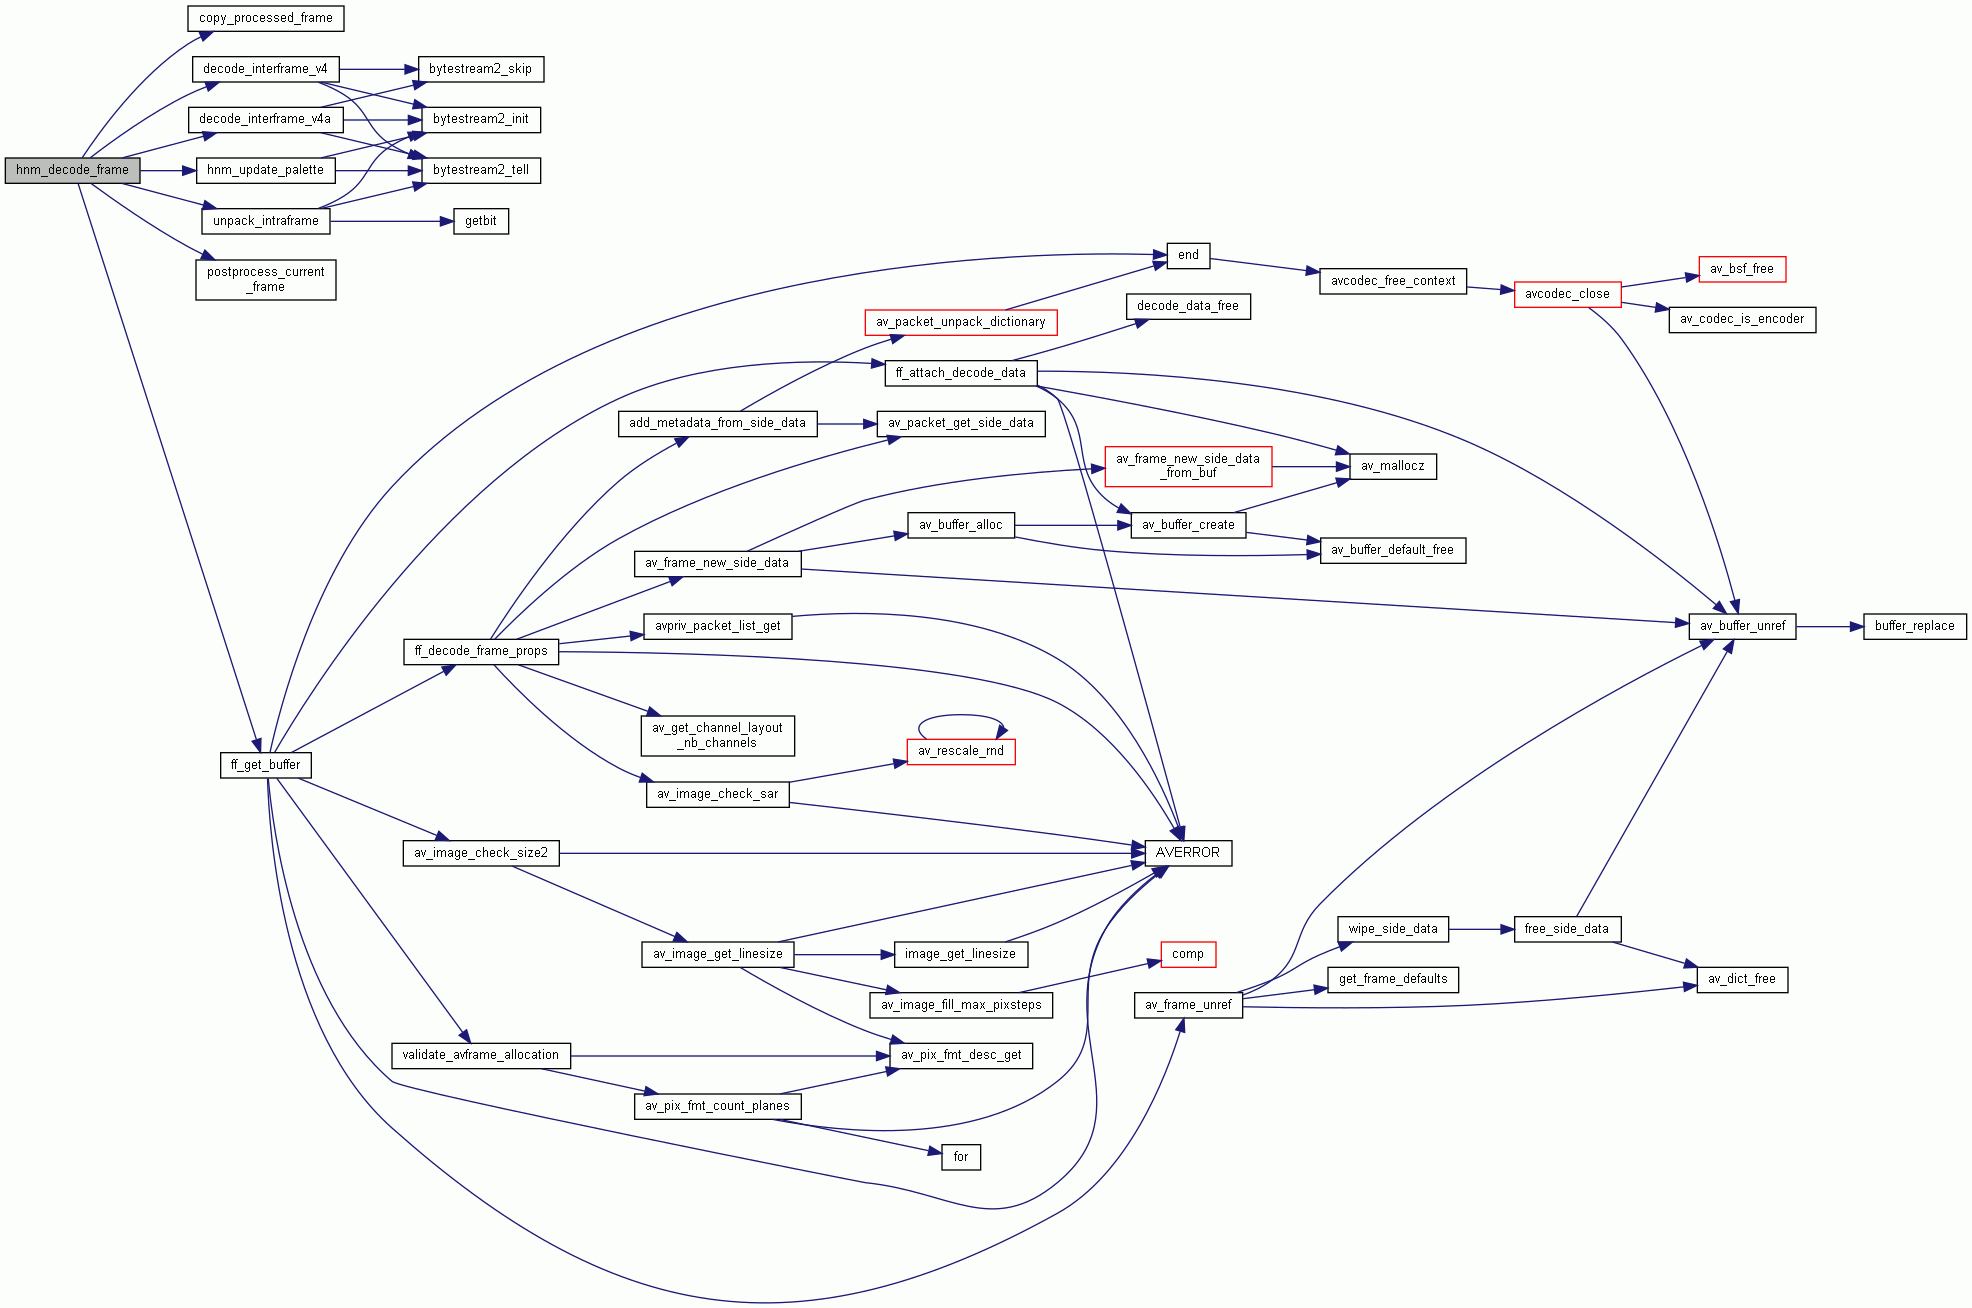 copy_processed_frame
decode_interframe_v4
bytestream2_skip
decode_interframe_v4a
bytestream2_init
hnm_decode_frame
hnm_update_palette
bytestream2_tell
unpack_intraframe
getbit
postprocess_current
_frame
end
avcodec_free_context
av_bsf_free
avcodec_close
decode_data_free
av_codec_is_encoder
av_packet_unpack_dictionary
ff_attach_decode_data
add_metadata_from_side_data
av_packet_get_side_data
av_frame_new_side_data
_from_buf
av_mallocz
av_buffer_alloc
av_buffer_create
av_buffer_default_free
av_frame_new_side_data
avpriv_packet_list_get
av_buffer_unref
buffer_replace
ff_decode_frame_props
av_get_channel_layout
_nb_channels
av_rescale_rnd
ff_get_buffer
av_image_check_sar
av_image_check_size2
AVERROR
wipe_side_data
free_side_data
av_image_get_linesize
image_get_linesize
comp
get_frame_defaults
av_dict_free
av_image_fill_max_pixsteps
av_frame_unref
validate_avframe_allocation
av_pix_fmt_desc_get
av_pix_fmt_count_planes
for